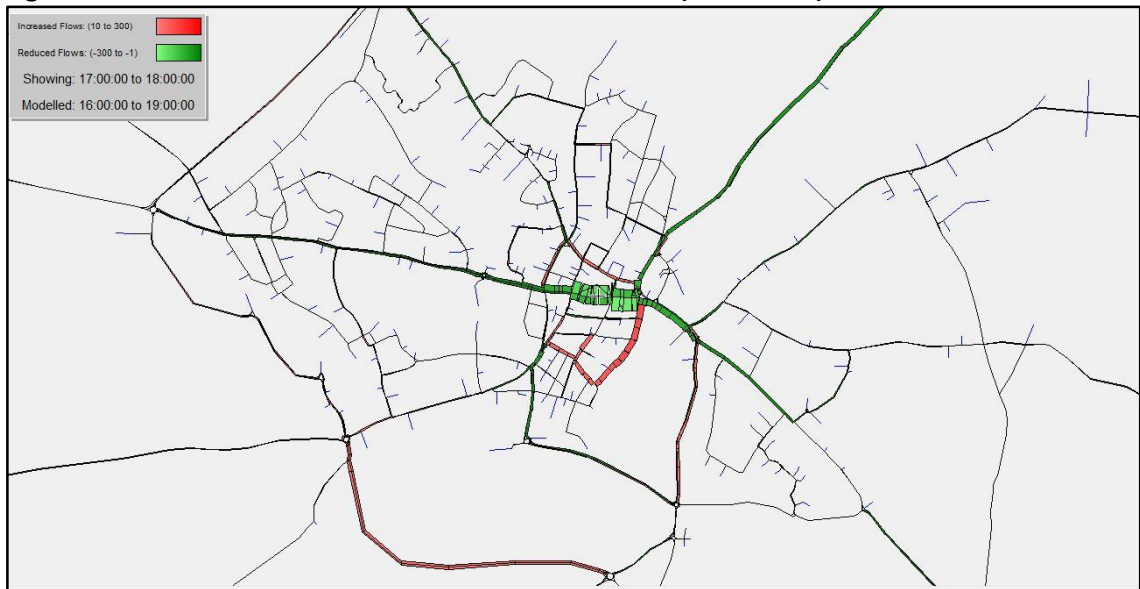 Increased Flows: (10 to 300)
Reduced Flows: (-300 to -1)
Showing: 17:00:00 to 18:00:00
Modelled: 16:00:00 to 19:00:00